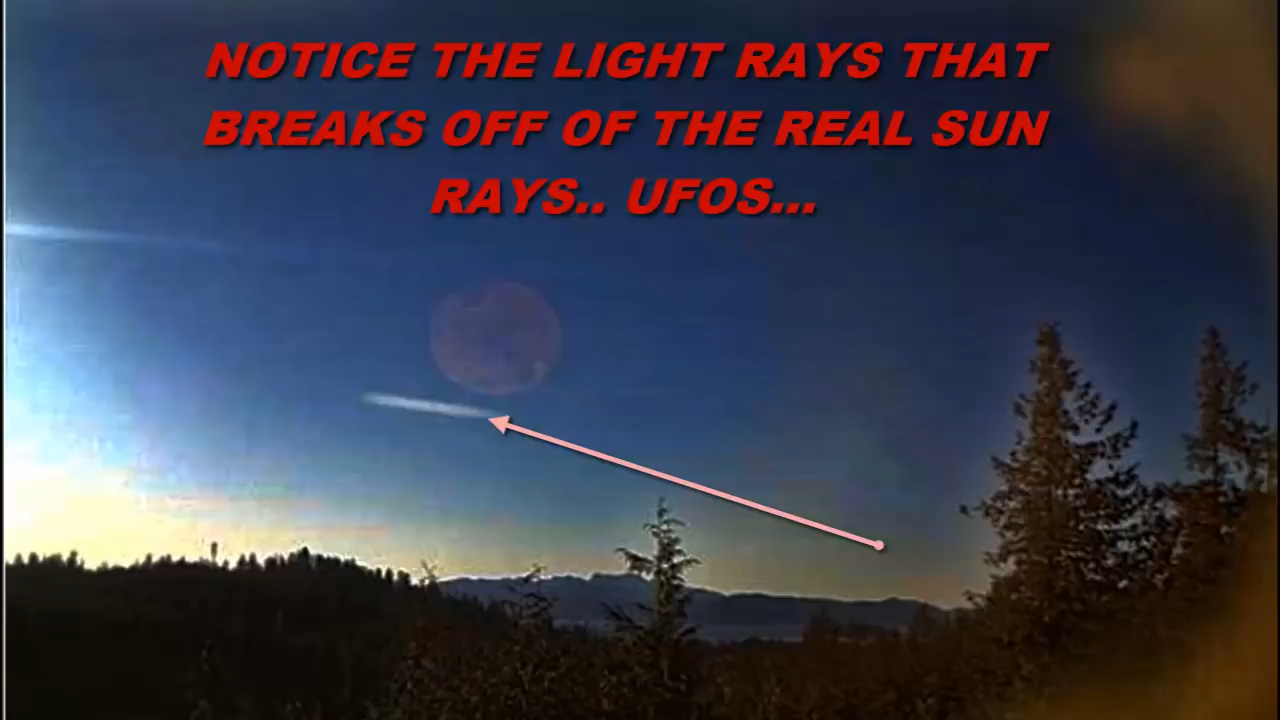 NOTICE THE LIGHT RAYS THAT
BREAKS OFF OF THE REAL SUN
RAYS.. UFOS...